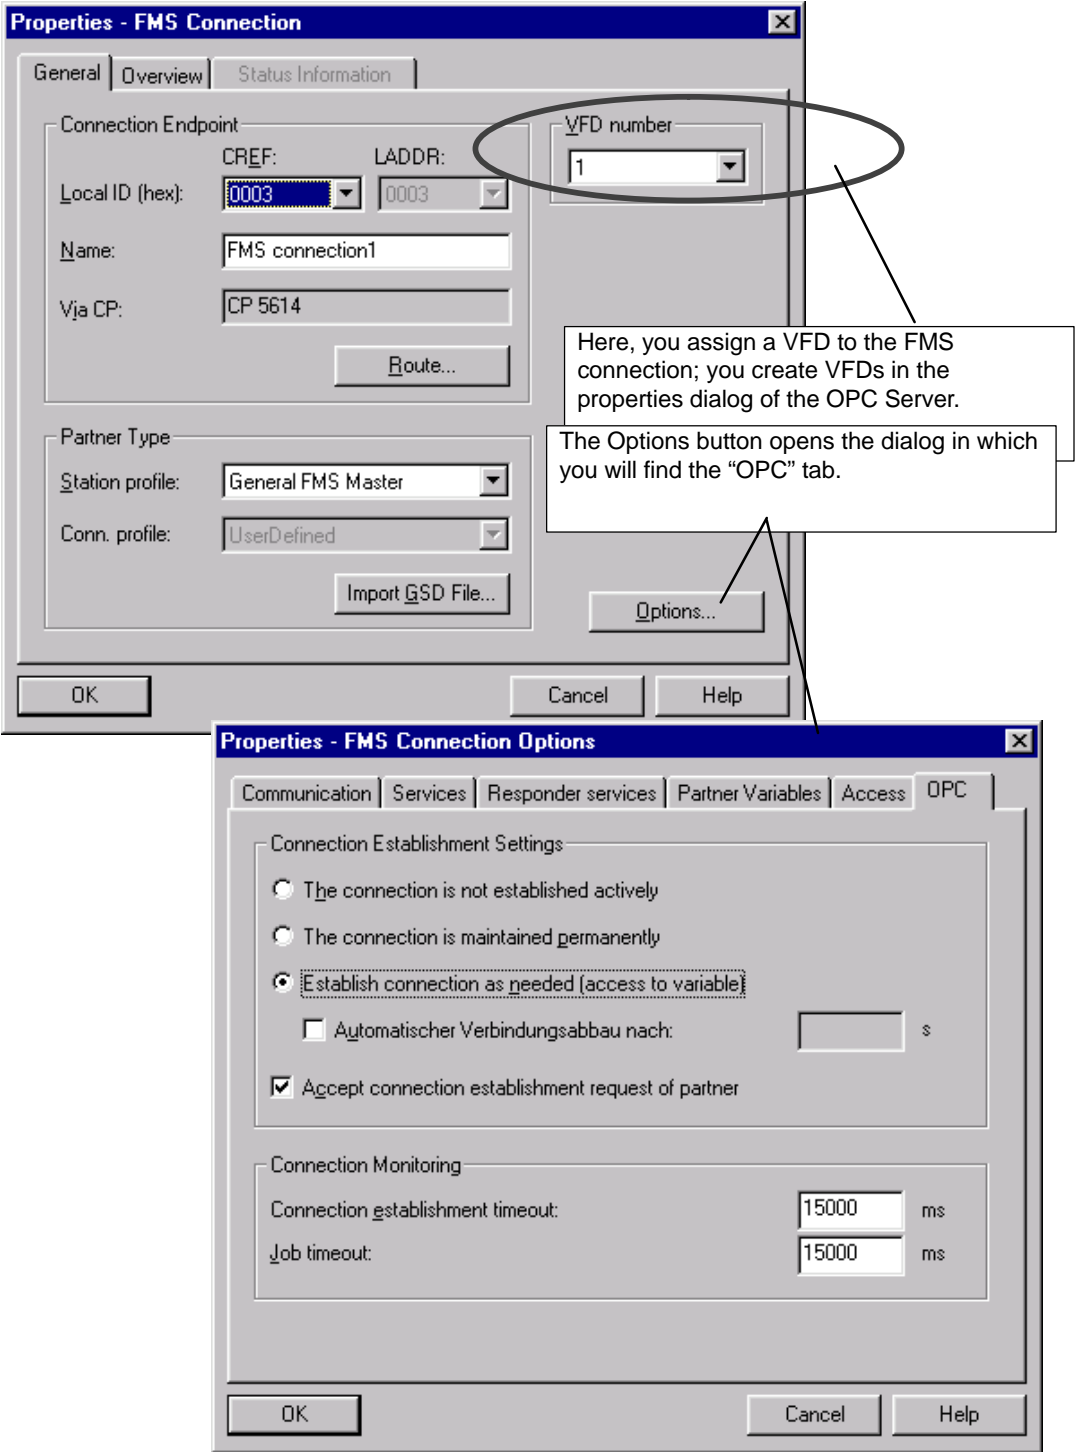 Properties - FMS Connection
General Overview Status Information
Connection Endpoint
CREF: LADDR:
Local ID (hex): 0003 0003
Name: FMS connection1
Via CP: CP 5614
Route...
VFD number
1
Here, you assign a VFD to the FMS
connection; you create VFDs in the
properties dialog of the OPC Server.
The Options button opens the dialog in which
you will find the “OPC” tab.
Partner Type
Station profile: General FMS Master
Conn. profile: UserDefined
Import GSD File...
Options...
OK Cancel Help
Properties - FMS Connection Options
Communication Services Responder services Partner Variables Access OPC
Connection Establishment Settings
The connection is not established actively
The connection is maintained permanently
Establish connection as needed (access to variable)
Automatischer Verbindungsabbau nach: s
Accept connection establishment request of partner
Connection Monitoring
Connection establishment timeout: 15000 ms
Job timeout: 15000 ms
OK Cancel Help